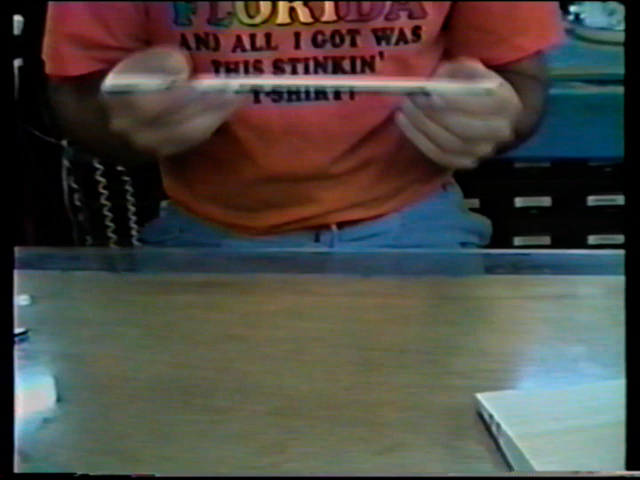 FLORIDA
AND ALL I GOT WAS
THIS STINKIN'
T-SHIRT!